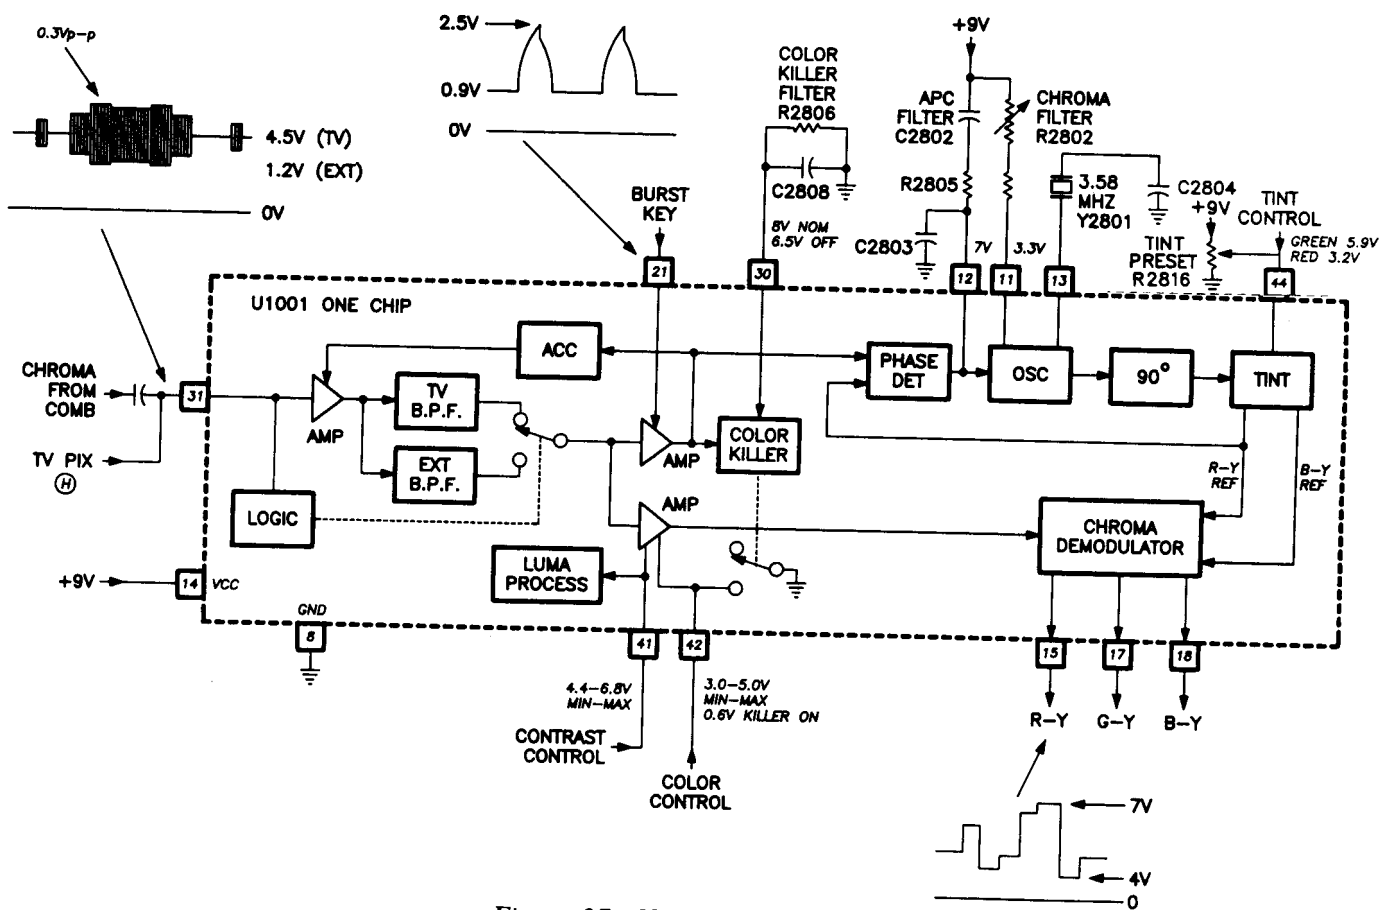 0.3Vp-p
4.5V (TV)
1.2V (EXT)
0V
2.5V
0.9V
0V
BURST
KEY
COLOR
KILLER
FILTER
R2806
C2808
8V NOM
6.5V OFF
+9V
APC
FILTER
C2802
CHROMA
FILTER
R2802
R2805
C2803
7V
3.3V
3.58
MHZ
Y2801
C2804
+9V
TINT
CONTROL
TINT
PRESET
R2816
GREEN 5.9V
RED 3.2V
21
30
12
11
13
44
U1001 ONE CHIP
CHROMA
FROM
COMB
31
TV PIX
H
AMP
TV
B.P.F.
EXT
B.P.F.
LOGIC
ACC
AMP
COLOR
KILLER
PHASE
DET
OSC
90°
TINT
R-Y
REF
B-Y
REF
AMP
LUMA
PROCESS
CHROMA
DEMODULATOR
+9V
14
VCC
GND
8
41
42
15
17
18
4.4-6.8V
MIN-MAX
3.0-5.0V
MIN-MAX
0.6V KILLER ON
CONTRAST
CONTROL
COLOR
CONTROL
R-Y
G-Y
B-Y
7V
4V
0